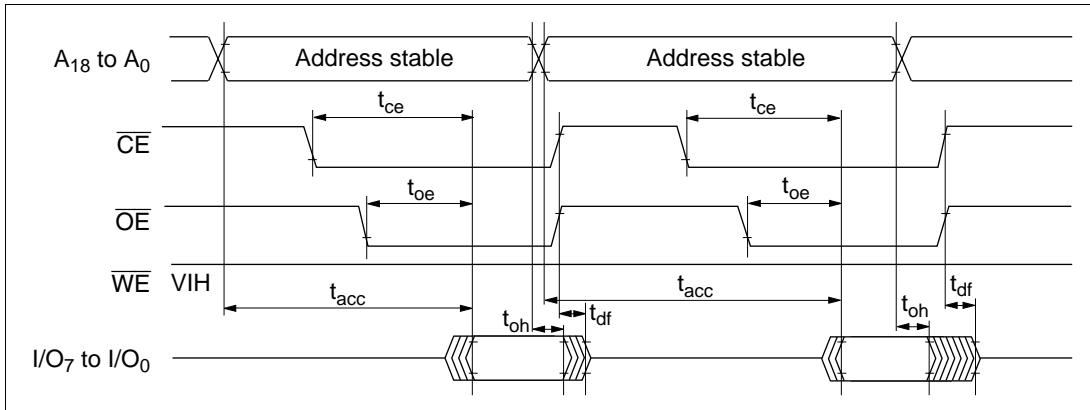 A18 to A0 Address stable Address stable
tce tce
CE
toe toe
OE
WE VIH
tacc tacc
toh tdf toh tdf
I/O7 to I/O0